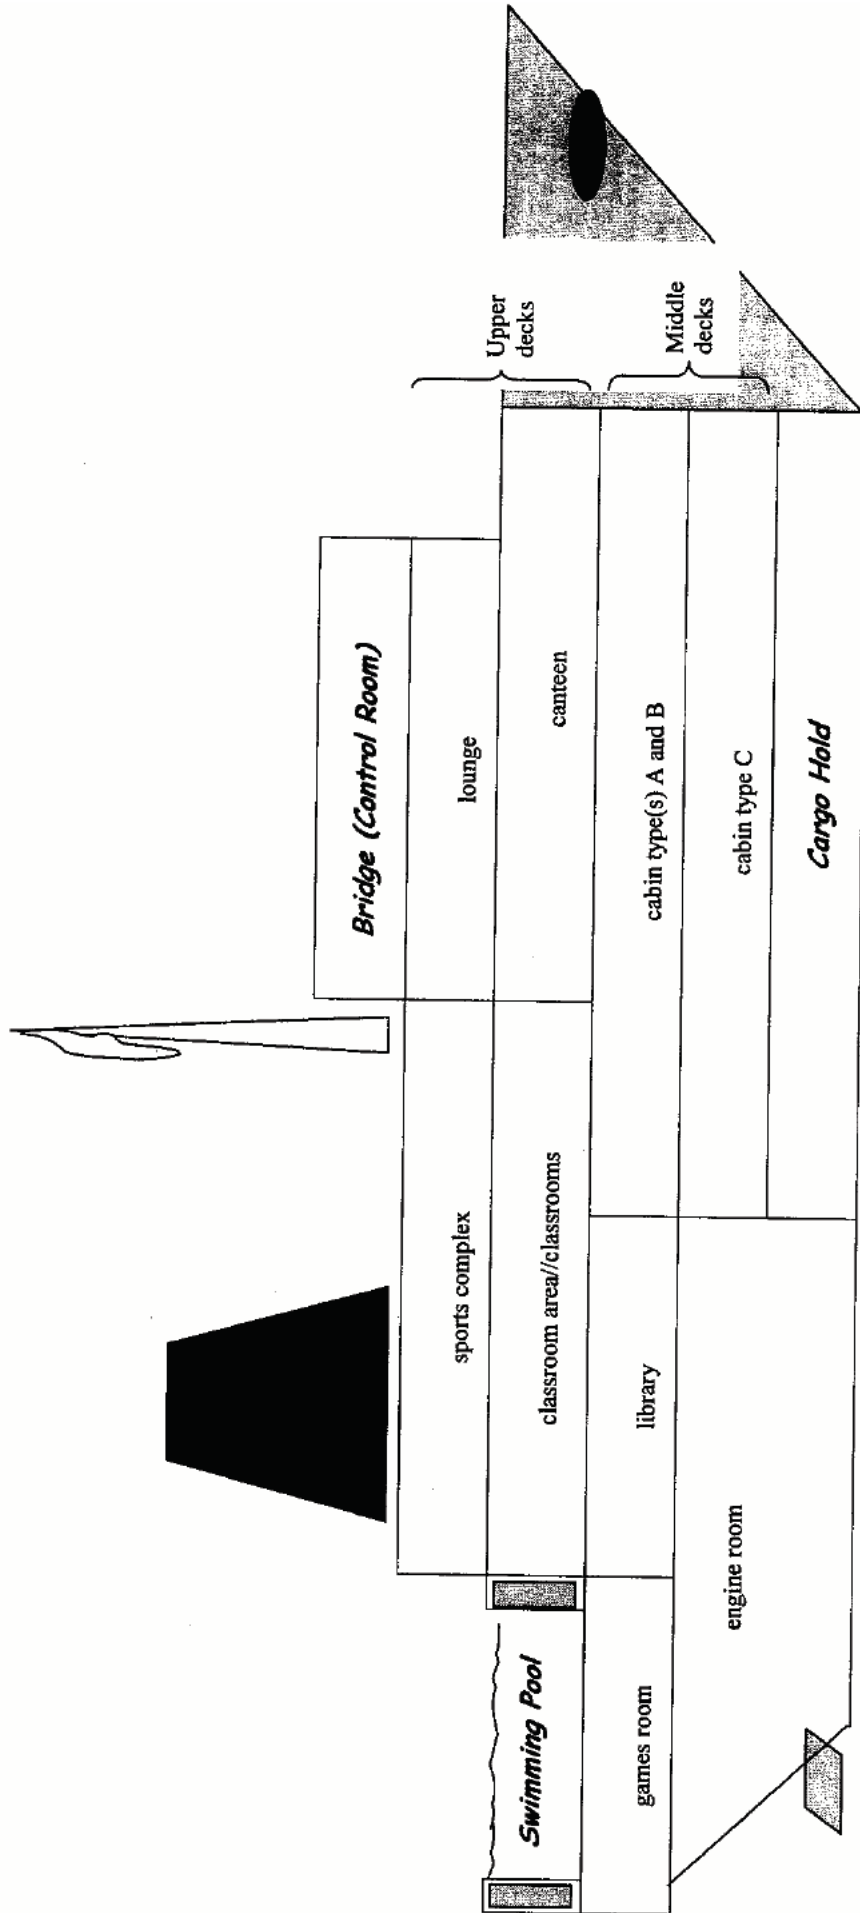 Bridge (Control Room)
sports complex
lounge
Upper
decks
Swimming Pool
classroom area//classrooms
canteen
games room
library
cabin type(s) A and B
Middle
decks
engine room
cabin type C
Cargo Hold